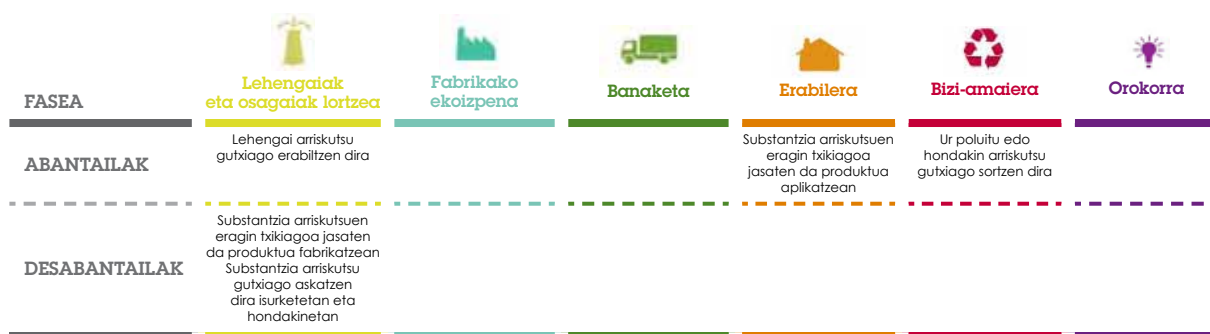 FASEA
Lehengaiak
eta osagaiak lortzea
Fabrikako
ekoizpena
Banaketa
Erabilera
Bizi-amaiera
Orokorra
ABANTAILAK
Lehengai arriskutsu
gutxiago erabiltzen dira
Substantzia arriskutsuen
eragin txikiagoa
jasaten da produktua
aplikatzean
Ur poluitu edo
hondakin arriskutsu
gutxiago sortzen dira
DESABANTAILAK
Substantzia arriskutsuen
eragin txikiagoa jasaten
da produktua fabrikatzean
Substantzia arriskutsu
gutxiago askatzen
dira isurketetan eta
hondakinetan